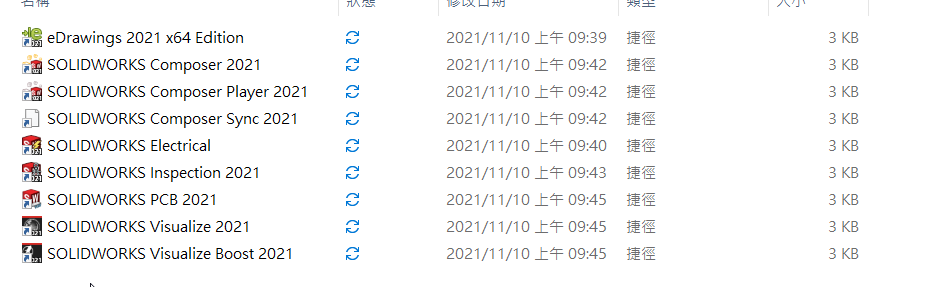 名稱 狀態 修改日期 類型 大小
eDrawings 2021 x64 Edition 2021/11/10 上午 09:39 捷徑 3 KB
SOLIDWORKS Composer 2021 2021/11/10 上午 09:42 捷徑 3 KB
SOLIDWORKS Composer Player 2021 2021/11/10 上午 09:42 捷徑 3 KB
SOLIDWORKS Composer Sync 2021 2021/11/10 上午 09:42 捷徑 3 KB
SOLIDWORKS Electrical 2021/11/10 上午 09:40 捷徑 3 KB
SOLIDWORKS Inspection 2021 2021/11/10 上午 09:43 捷徑 3 KB
SOLIDWORKS PCB 2021 2021/11/10 上午 09:45 捷徑 3 KB
SOLIDWORKS Visualize 2021 2021/11/10 上午 09:45 捷徑 3 KB
SOLIDWORKS Visualize Boost 2021 2021/11/10 上午 09:45 捷徑 3 KB